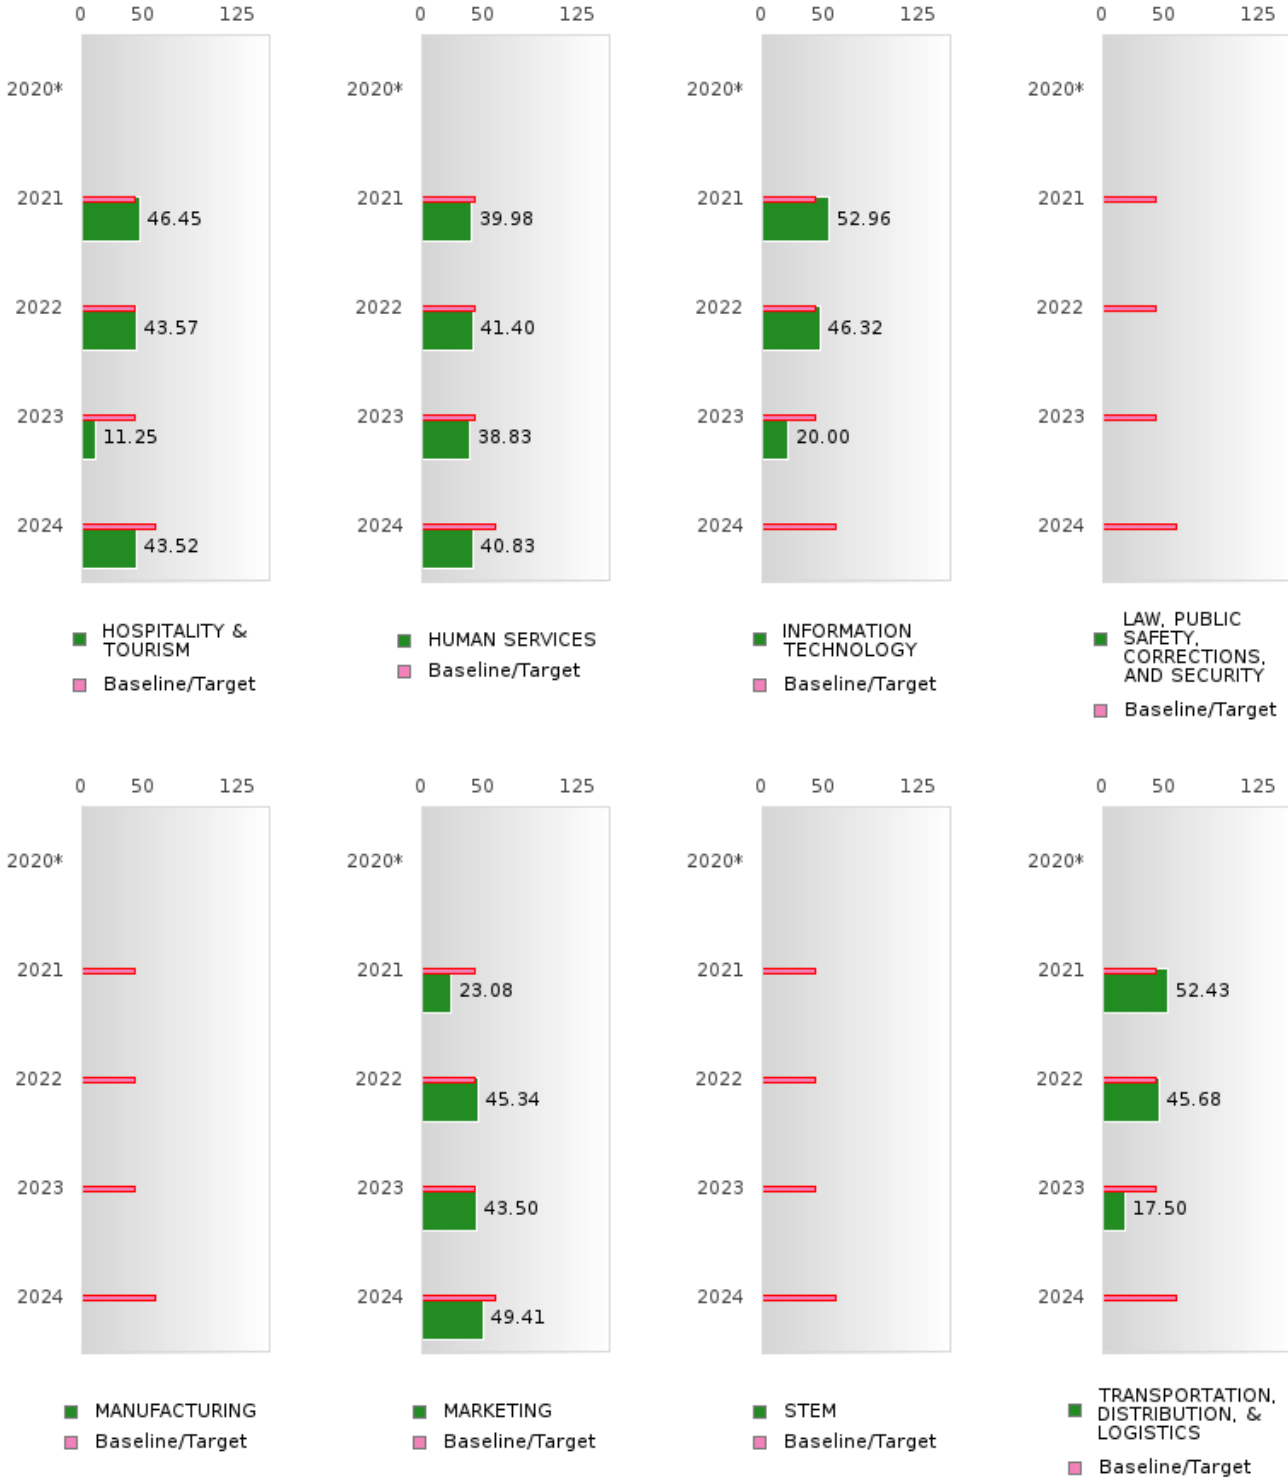 0 50 125
2020*
2021
46.45
2022
43.57
2023
11.25
2024
43.52
HOSPITALITY &
TOURISM
Baseline/Target
0 50 125
2020*
2021
39.98
2022
41.40
2023
38.83
2024
40.83
HUMAN SERVICES
Baseline/Target
0 50 125
2020*
2021
52.96
2022
46.32
2023
20.00
2024
INFORMATION
TECHNOLOGY
Baseline/Target
0 50 125
2020*
2021
2022
2023
2024
LAW, PUBLIC
SAFETY,
CORRECTIONS,
AND SECURITY
Baseline/Target
0 50 125
2020*
2021
2022
2023
2024
MANUFACTURING
Baseline/Target
0 50 125
2020*
2021
23.08
2022
45.34
2023
43.50
2024
49.41
MARKETING
Baseline/Target
0 50 125
2020*
2021
2022
2023
2024
STEM
Baseline/Target
0 50 125
2020*
2021
52.43
2022
45.68
2023
17.50
2024
TRANSPORTATION,
DISTRIBUTION, &
LOGISTICS
Baseline/Target